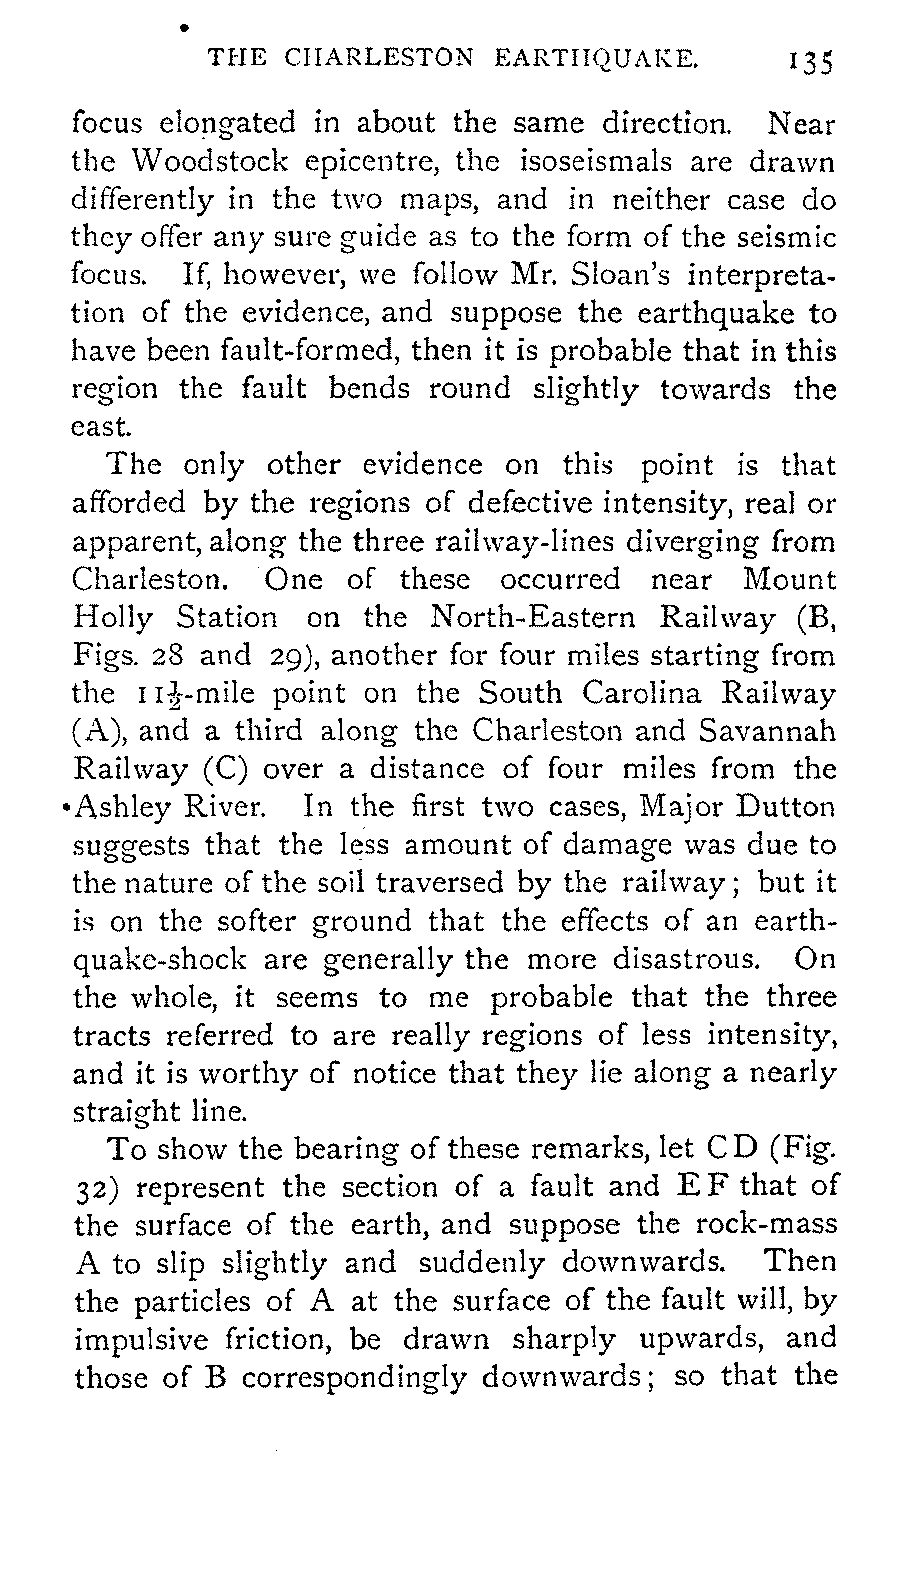 THE CHARLESTON EARTHQUAKE. 135
focus elongated in about the same direction. Near
the Woodstock epicentre, the isoseismals are drawn
differently in the two maps, and in neither case do
they offer any sure guide as to the form of the seismic
focus. If, however, we follow Mr. Sloan's interpreta-
tion of the evidence, and suppose the earthquake to
have been fault-formed, then it is probable that in this
region the fault bends round slightly towards the
east.
The only other evidence on this point is that
afforded by the regions of defective intensity, real or
apparent, along the three railway-lines diverging from
Charleston. One of these occurred near Mount
Holly Station on the North-Eastern Railway (B,
Figs. 28 and 29), another for four miles starting from
the 11½-mile point on the South Carolina Railway
(A), and a third along the Charleston and Savannah
Railway (C) over a distance of four miles from the
Ashley River. In the first two cases, Major Dutton
suggests that the less amount of damage was due to
the nature of the soil traversed by the railway; but it
is on the softer ground that the effects of an earth-
quake-shock are generally the more disastrous. On
the whole, it seems to me probable that the three
tracts referred to are really regions of less intensity,
and it is worthy of notice that they lie along a nearly
straight line.
To show the bearing of these remarks, let C D (Fig.
32) represent the section of a fault and E F that of
the surface of the earth, and suppose the rock-mass
A to slip slightly and suddenly downwards. Then
the particles of A at the surface of the fault will, by
impulsive friction, be drawn sharply upwards, and
those of B correspondingly downwards; so that the